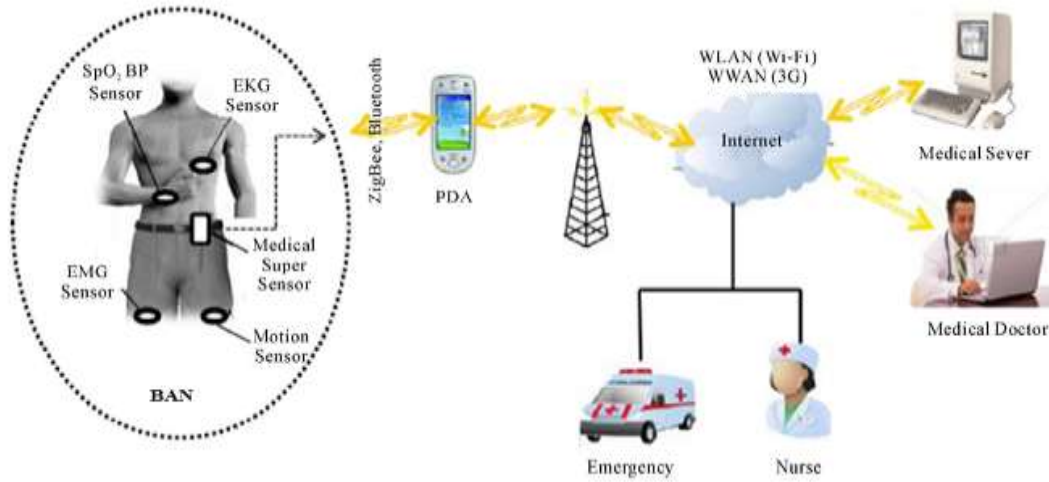 SpO₂ BP
Sensor
EKG
Sensor
EMG
Sensor
Medical
Super
Sensor
Motion
Sensor
BAN
ZigBee, Bluetooth
PDA
WLAN (Wi-Fi)
WWAN (3G)
Internet
Medical Sever
Medical Doctor
Emergency
Nurse